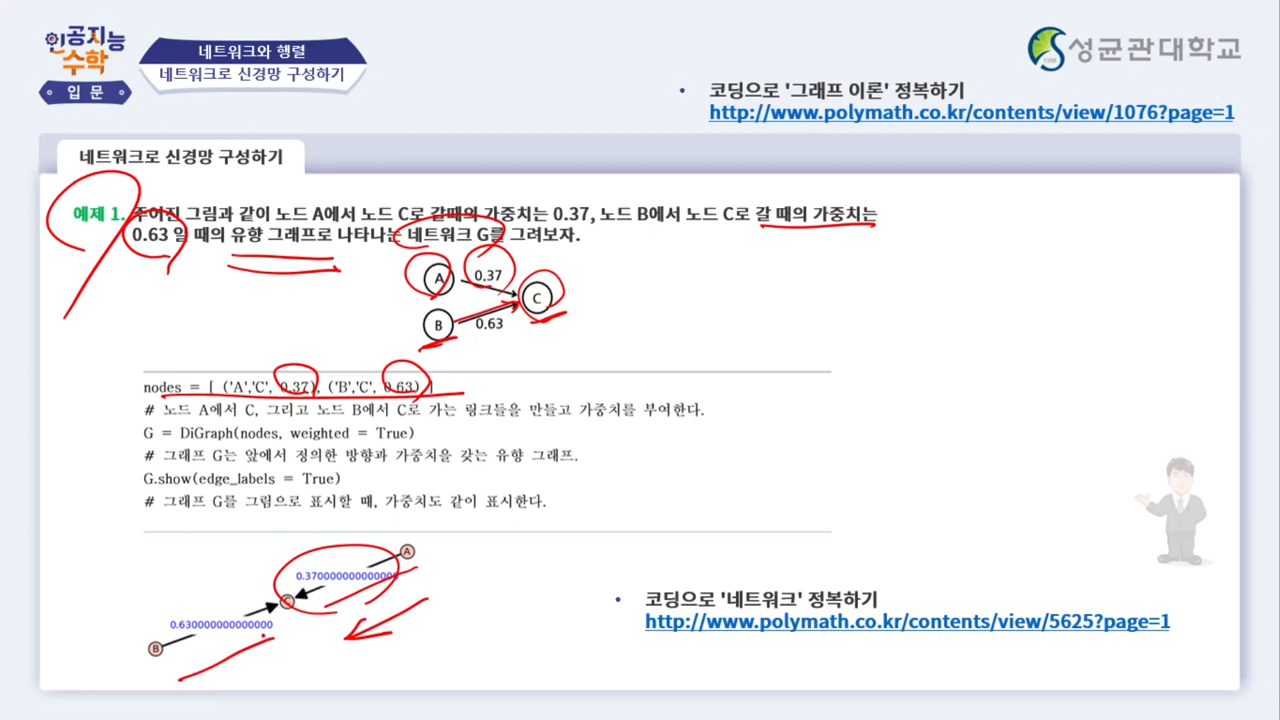 인공지능
수학
입문
네트워크와 행렬
네트워크로 신경망 구성하기
성균관대학교
• 코딩으로 '그래프 이론' 정복하기
http://www.polymath.co.kr/contents/view/1076?page=1
네트워크로 신경망 구성하기
예제 1. 주어진 그림과 같이 노드 A에서 노드 C로 갈때의 가중치는 0.37, 노드 B에서 노드 C로 갈 때의 가중치는
0.63 일 때의 유향 그래프로 나타나는 네트워크 G를 그려보자.
A
0.37
C
B
0.63
nodes = [ ('A','C', 0.37), ('B','C', 0.63) ]
# 노드 A에서 C, 그리고 노드 B에서 C로 가는 링크들을 만들고 가중치를 부여한다.
G = DiGraph(nodes, weighted = True)
# 그래프 G는 앞에서 정의한 방향과 가중치을 갖는 유향 그래프.
G.show(edge_labels = True)
# 그래프 G를 그림으로 표시할 때, 가중치도 같이 표시한다.
A
0.370000000000000
C
0.630000000000000
B
• 코딩으로 '네트워크' 정복하기
http://www.polymath.co.kr/contents/view/5625?page=1